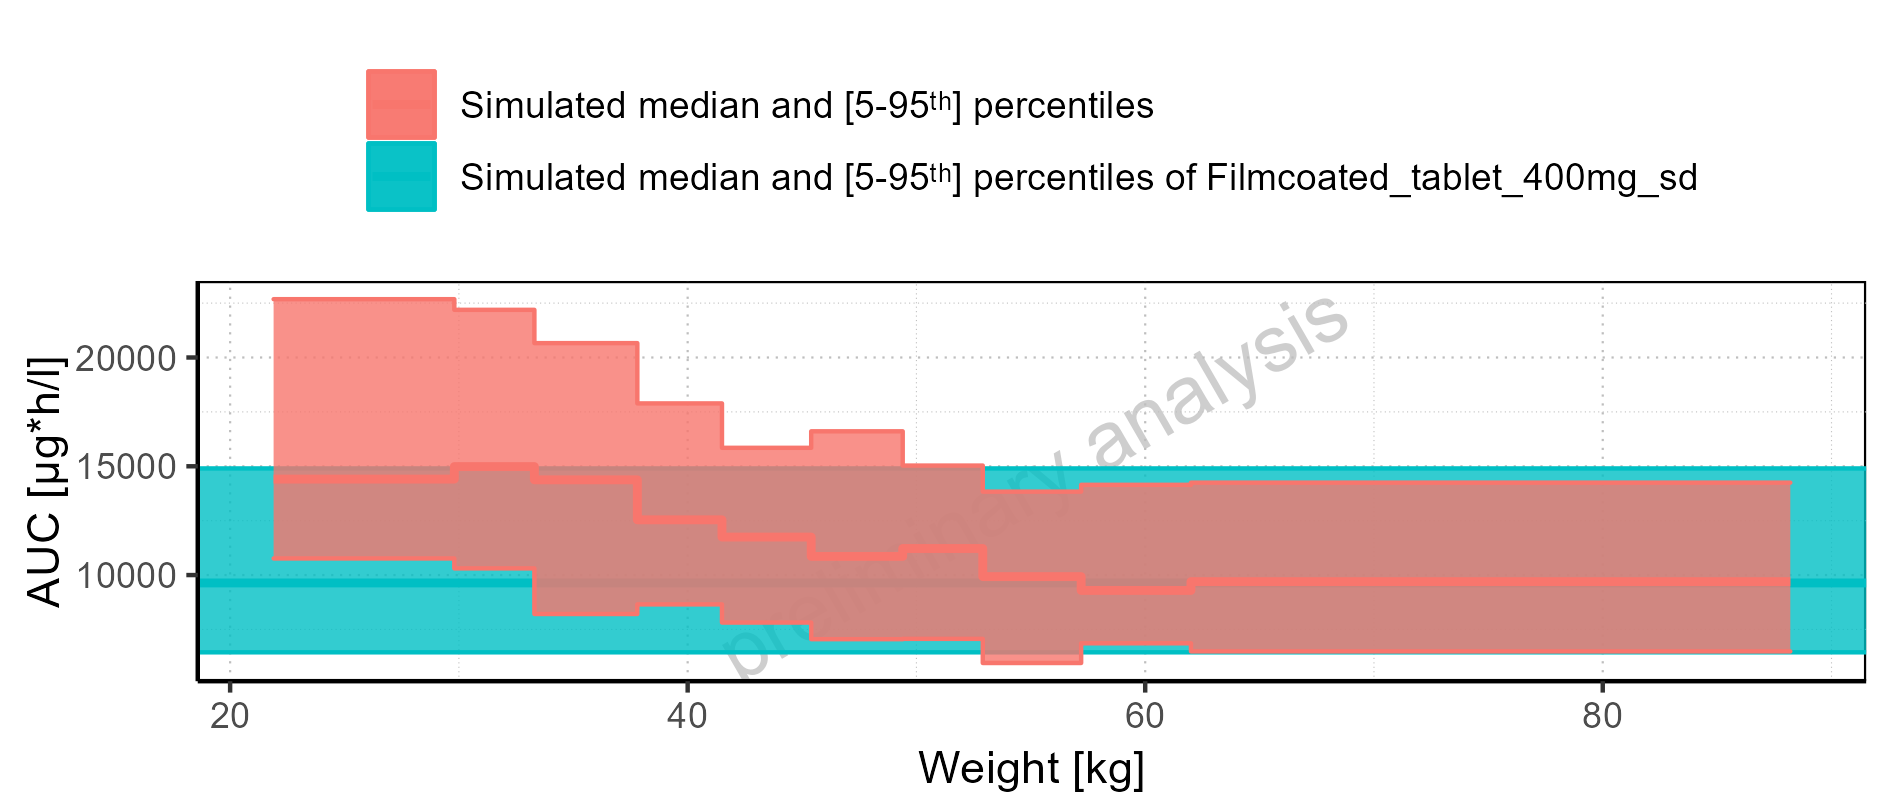 Simulated median and [5-95th] percentiles
Simulated median and [5-95th] percentiles of Filmcoated_tablet_400mg_sd
preliminary analysis
AUC [µg*h/l]
20000
15000
10000
20 40 60 80
Weight [kg]